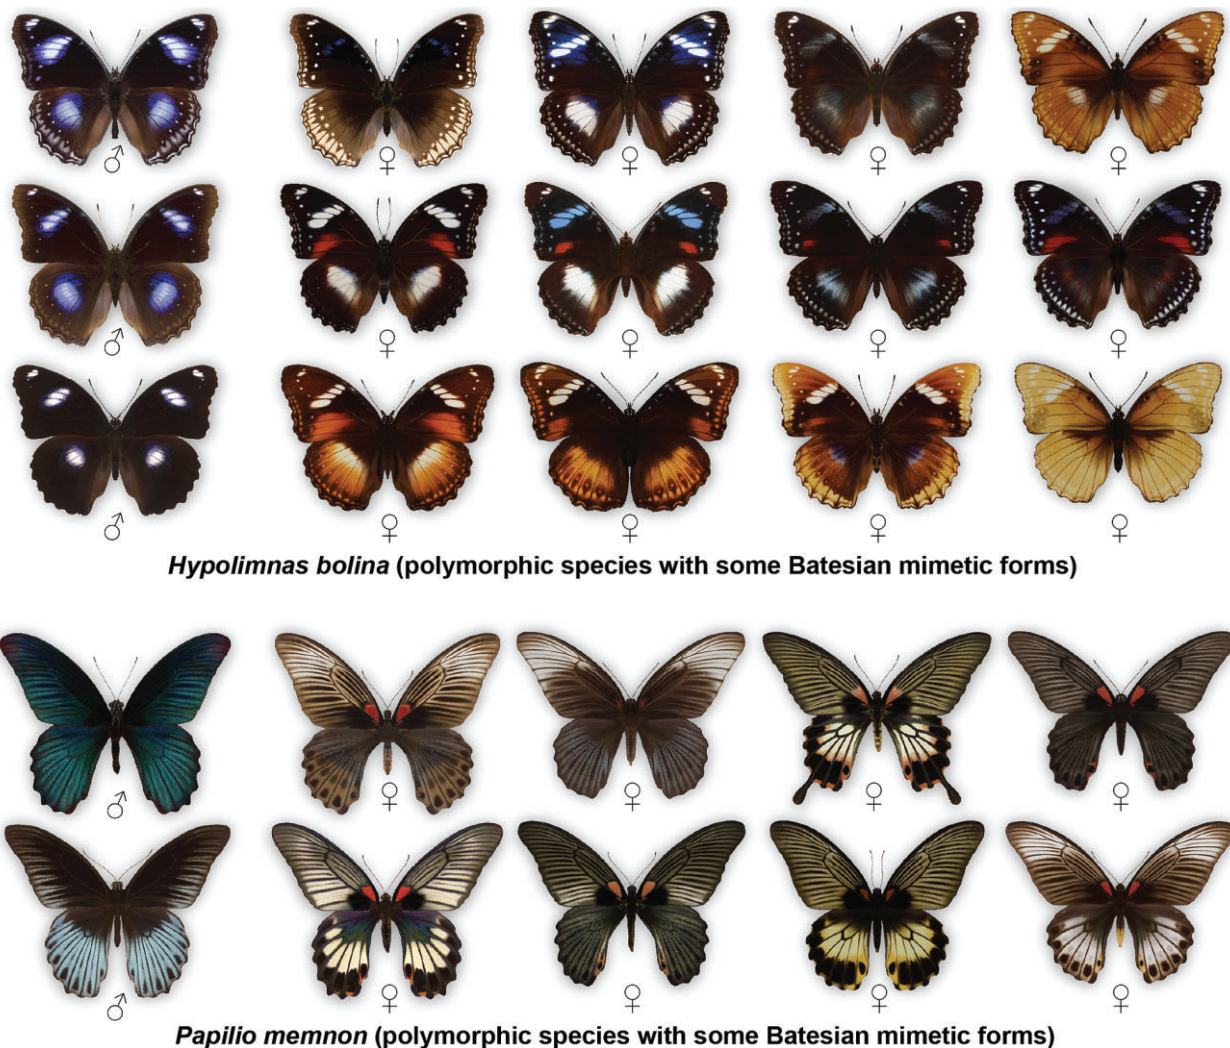 ♂ ♀ ♀ ♀ ♀
♂ ♀ ♀ ♀ ♀
♂ ♀ ♀ ♀ ♀
Hypolimnas bolina (polymorphic species with some Batesian mimetic forms)
♂ ♀ ♀ ♀ ♀
♂ ♀ ♀ ♀ ♀
Papilio memnon (polymorphic species with some Batesian mimetic forms)